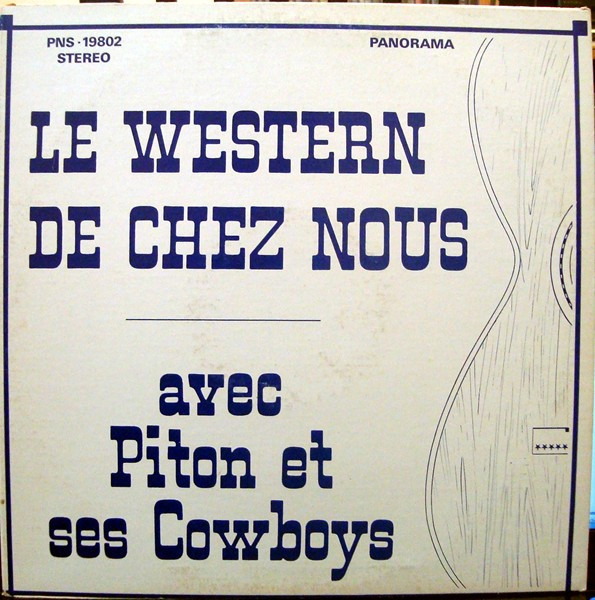 PNS·19802
STEREO
PANORAMA
LE WESTERN
DE CHEZ NOUS
avec
Piton et
ses Cowboys